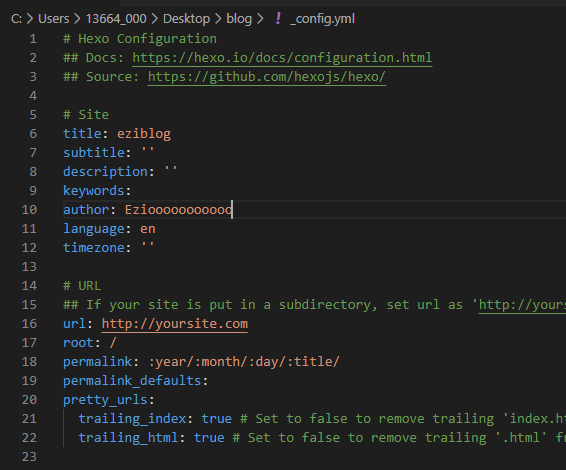 C: > Users > 13664_000 > Desktop > blog > ! _config.yml
1 # Hexo Configuration
2 ## Docs: https://hexo.io/docs/configuration.html
3 ## Source: https://github.com/hexojs/hexo/
4
5 # Site
6 title: eziblog
7 subtitle: ''
8 description: ''
9 keywords:
10 author: Eziooooooooooo
11 language: en
12 timezone: ''
13
14 # URL
15 ## If your site is put in a subdirectory, set url as 'http://yours
16 url: http://yoursite.com
17 root: /
18 permalink: :year/:month/:day/:title/
19 permalink_defaults:
20 pretty_urls:
21 trailing_index: true # Set to false to remove trailing 'index.ht
22 trailing_html: true # Set to false to remove trailing '.html' fr
23